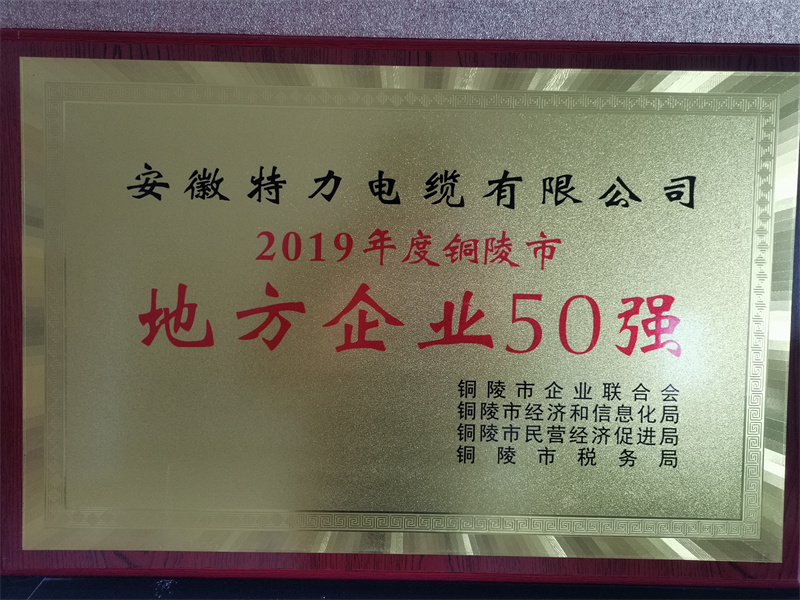 安徽特力电缆有限公司
2019年度铜陵市
地方企业50强
铜陵市企业联合会
铜陵市经济和信息化局
铜陵市民营经济促进局
铜陵市税务局